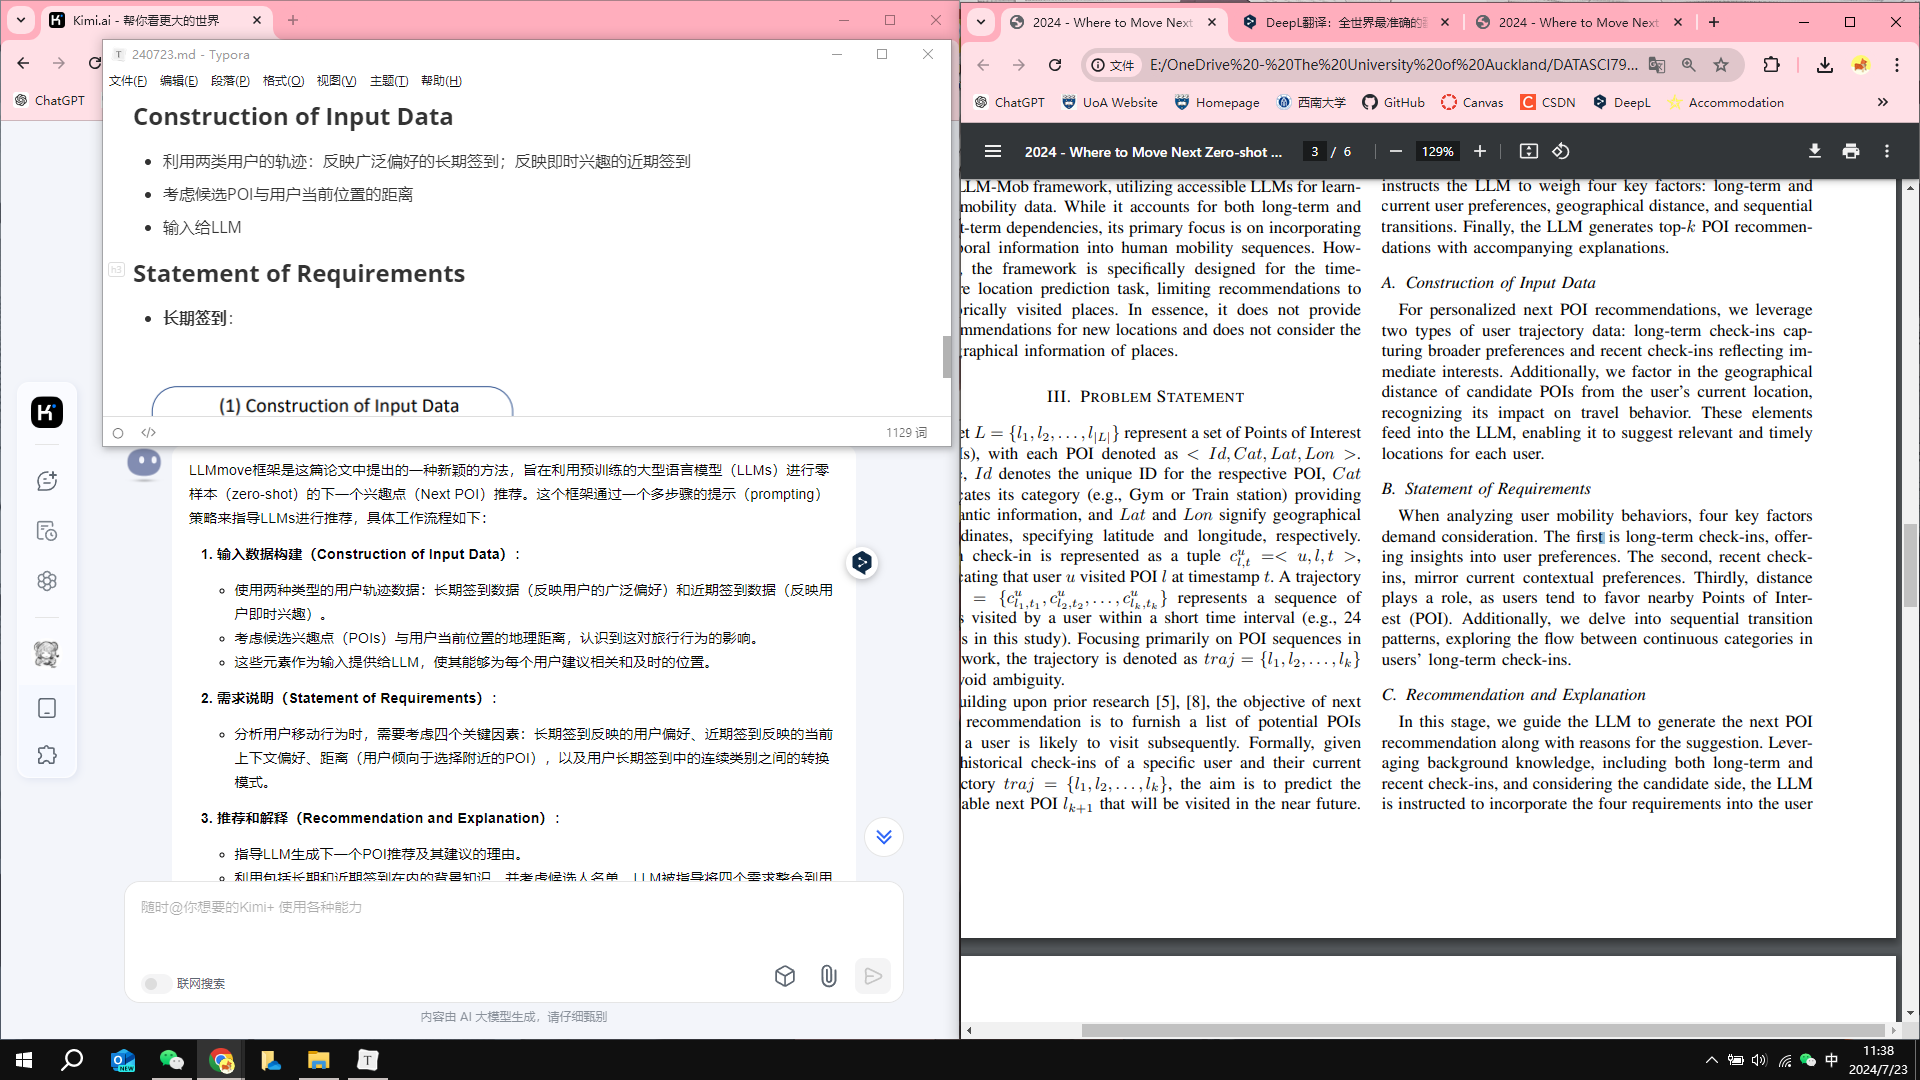 Kimi.ai - 帮你看更大的世界
ChatGPT
240723.md - Typora
文件(F) 编辑(E) 段落(P) 格式(O) 视图(V) 主题(T) 帮助(H)
Construction of Input Data
利用两类用户的轨迹：反映广泛偏好的长期签到；反映即时兴趣的近期签到
考虑候选POI与用户当前位置的距离
输入给LLM
h3
Statement of Requirements
长期签到：
(1) Construction of Input Data
1129 词
LLMmove框架是这篇论文中提出的一种新颖的方法，旨在利用预训练的大型语言模型（LLMs）进行零
样本（zero-shot）的下一个兴趣点（Next POI）推荐。这个框架通过一个多步骤的提示（prompting）
策略来指导LLMs进行推荐，具体工作流程如下：
1. 输入数据构建（Construction of Input Data）：
使用两种类型的用户轨迹数据：长期签到数据（反映用户的广泛偏好）和近期签到数据（反映用
户即时兴趣）。
考虑候选兴趣点（POIs）与用户当前位置的地理距离，认识到这对旅行行为的影响。
这些元素作为输入提供给LLM，使其能够为每个用户建议相关和及时的位置。
2. 需求说明（Statement of Requirements）：
分析用户移动行为时，需要考虑四个关键因素：长期签到反映的用户偏好、近期签到反映的当前
上下文偏好、距离（用户倾向于选择附近的POI），以及用户长期签到中的连续类别之间的转换
模式。
3. 推荐和解释（Recommendation and Explanation）：
指导LLM生成下一个POI推荐及其建议的理由。
利用包括长期和近期签到在内的背景知识，并考虑候选人名单，LLM被指导将四个需求整合到用
随时@你想要的Kimi+ 使用各种能力
联网搜索
内容由 AI 大模型生成，请仔细甄别
2024 - Where to Move Next
DeepL翻译：全世界最准确的
2024 - Where to Move Next
文件 E:/OneDrive%20-%20The%20University%20of%20Auckland/DATASCI79...
ChatGPT UoA Website Homepage 西南大学 GitHub Canvas CSDN DeepL Accommodation
2024 - Where to Move Next Zero-shot ... 3 / 6 129%
LLM-Mob framework, utilizing accessible LLMs for learn-
mobility data. While it accounts for both long-term and
t-term dependencies, its primary focus is on incorporating
oral information into human mobility sequences. How-
, the framework is specifically designed for the time-
re location prediction task, limiting recommendations to
rically visited places. In essence, it does not provide
mmendations for new locations and does not consider the
raphical information of places.
III. PROBLEM STATEMENT
et L = {l1, l2, . . . , l|L|} represent a set of Points of Interest
s), with each POI denoted as < Id, Cat, Lat, Lon >.
, Id denotes the unique ID for the respective POI, Cat
cates its category (e.g., Gym or Train station) providing
antic information, and Lat and Lon signify geographical
dinates, specifying latitude and longitude, respectively.
check-in is represented as a tuple c^u_{l,t} =< u, l, t >,
cating that user u visited POI l at timestamp t. A trajectory
= {c^u_{l1,t1}, c^u_{l2,t2}, . . . , c^u_{lk,tk}} represents a sequence of
s visited by a user within a short time interval (e.g., 24
s in this study). Focusing primarily on POI sequences in
work, the trajectory is denoted as traj = {l1, l2, . . . , lk}
void ambiguity.
uilding upon prior research [5], [8], the objective of next
recommendation is to furnish a list of potential POIs
a user is likely to visit subsequently. Formally, given
historical check-ins of a specific user and their current
ctory traj = {l1, l2, . . . , lk}, the aim is to predict the
able next POI lk+1 that will be visited in the near future.
instructs the LLM to weigh four key factors: long-term and
current user preferences, geographical distance, and sequential
transitions. Finally, the LLM generates top-k POI recommen-
dations with accompanying explanations.
A. Construction of Input Data
For personalized next POI recommendations, we leverage
two types of user trajectory data: long-term check-ins cap-
turing broader preferences and recent check-ins reflecting im-
mediate interests. Additionally, we factor in the geographical
distance of candidate POIs from the user's current location,
recognizing its impact on travel behavior. These elements
feed into the LLM, enabling it to suggest relevant and timely
locations for each user.
B. Statement of Requirements
When analyzing user mobility behaviors, four key factors
demand consideration. The first is long-term check-ins, offer-
ing insights into user preferences. The second, recent check-
ins, mirror current contextual preferences. Thirdly, distance
plays a role, as users tend to favor nearby Points of Inter-
est (POI). Additionally, we delve into sequential transition
patterns, exploring the flow between continuous categories in
users' long-term check-ins.
C. Recommendation and Explanation
In this stage, we guide the LLM to generate the next POI
recommendation along with reasons for the suggestion. Lever-
aging background knowledge, including both long-term and
recent check-ins, and considering the candidate side, the LLM
is instructed to incorporate the four requirements into the user
中
11:38
2024/7/23